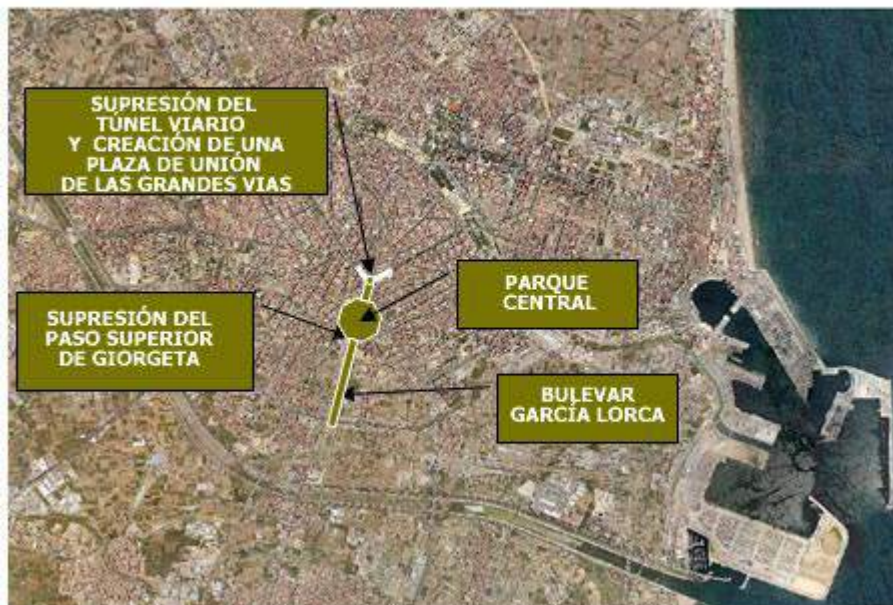 SUPRESIÓN DEL
TÚNEL VIARIO
Y CREACIÓN DE UNA
PLAZA DE UNIÓN
DE LAS GRANDES VIAS
PARQUE
CENTRAL
SUPRESIÓN DEL
PASO SUPERIOR
DE GIORGETA
BULEVAR
GARCÍA LORCA